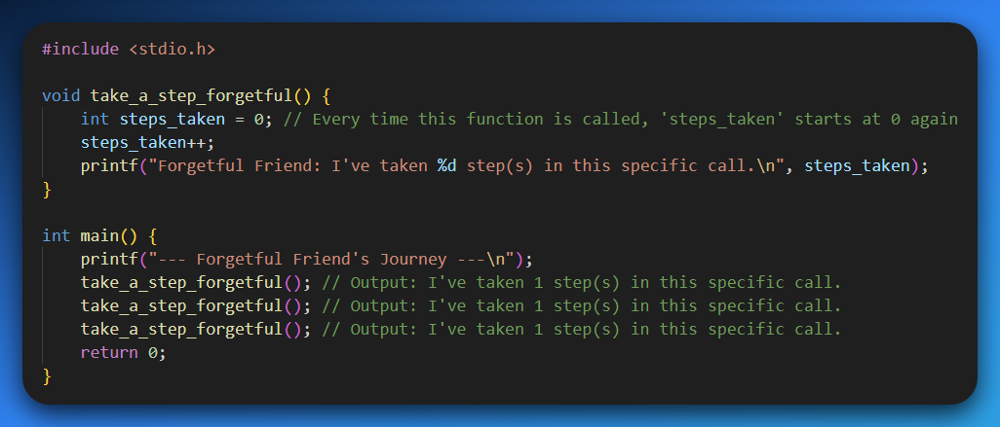 #include <stdio.h>

void take_a_step_forgetful() {
    int steps_taken = 0; // Every time this function is called, 'steps_taken' starts at 0 again
    steps_taken++;
    printf("Forgetful Friend: I've taken %d step(s) in this specific call.\n", steps_taken);
}

int main() {
    printf("--- Forgetful Friend's Journey ---\n");
    take_a_step_forgetful(); // Output: I've taken 1 step(s) in this specific call.
    take_a_step_forgetful(); // Output: I've taken 1 step(s) in this specific call.
    take_a_step_forgetful(); // Output: I've taken 1 step(s) in this specific call.
    return 0;
}